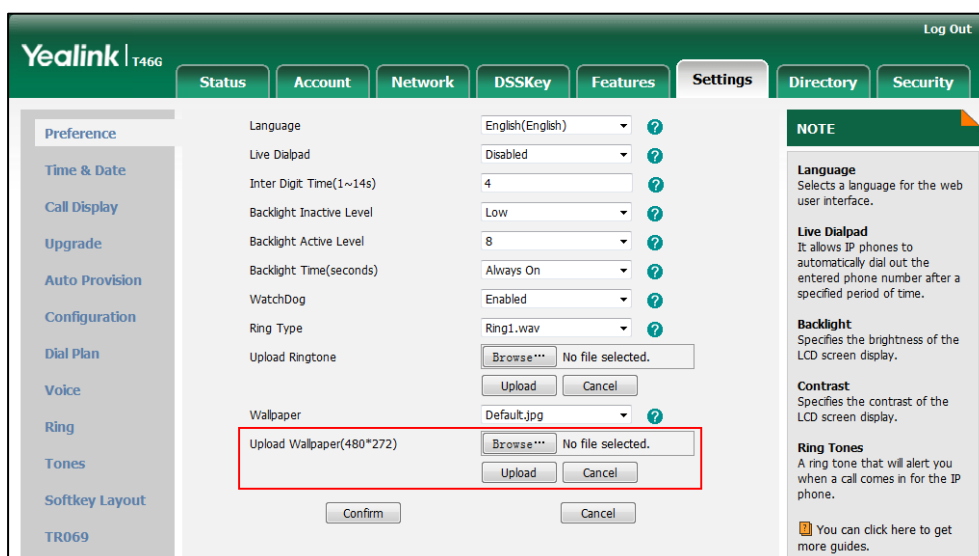 Log Out
Yealink T46G
Status Account Network DSSKey Features Settings Directory Security
Preference
Time & Date
Call Display
Upgrade
Auto Provision
Configuration
Dial Plan
Voice
Ring
Tones
Softkey Layout
TR069
Language English(English) ?
Live Dialpad Disabled ?
Inter Digit Time(1~14s) 4 ?
Backlight Inactive Level Low ?
Backlight Active Level 8 ?
Backlight Time(seconds) Always On ?
WatchDog Enabled ?
Ring Type Ring1.wav ?
Upload Ringtone Browse… No file selected.
Upload Cancel
Wallpaper Default.jpg ?
Upload Wallpaper(480*272) Browse… No file selected.
Upload Cancel
Confirm Cancel
NOTE
Language
Selects a language for the web
user interface.
Live Dialpad
It allows IP phones to
automatically dial out the
entered phone number after a
specified period of time.
Backlight
Specifies the brightness of the
LCD screen display.
Contrast
Specifies the contrast of the
LCD screen display.
Ring Tones
A ring tone that will alert you
when a call comes in for the IP
phone.
? You can click here to get
more guides.